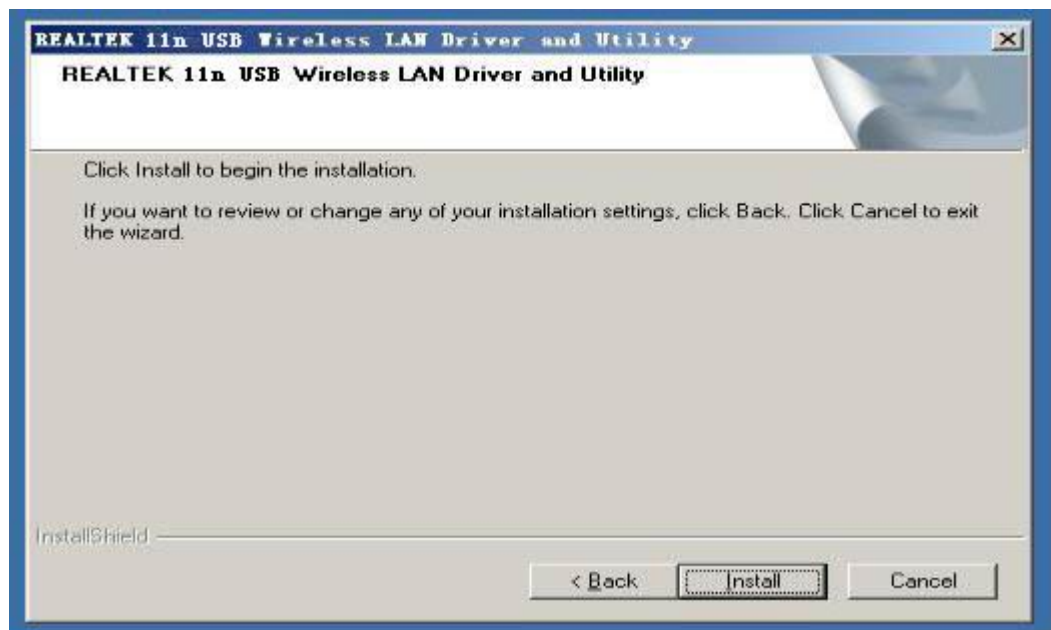 REALTEK 11n USB Wireless LAN Driver and Utility
REALTEK 11n USB Wireless LAN Driver and Utility
Click Install to begin the installation.
If you want to review or change any of your installation settings, click Back. Click Cancel to exit
the wizard.
InstallShield
< Back Install Cancel